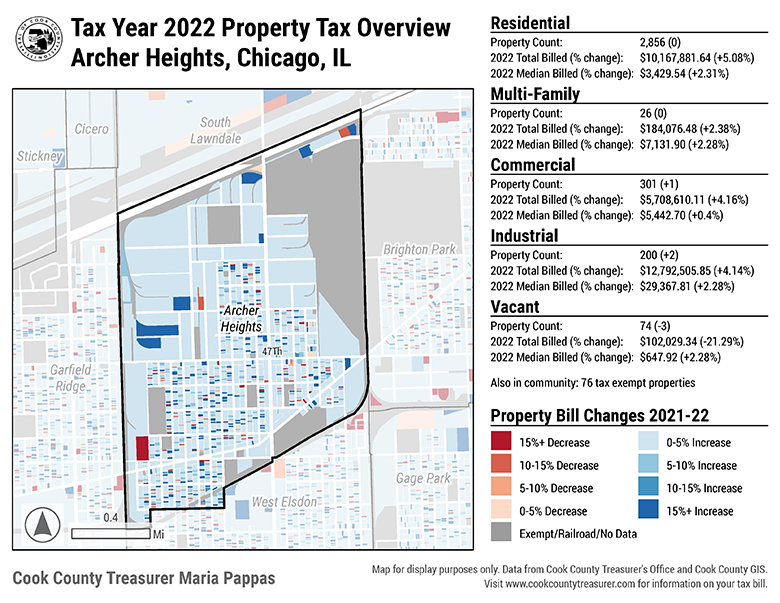 Tax Year 2022 Property Tax Overview
Archer Heights, Chicago, IL
Residential
Property Count: 2,856 (0)
2022 Total Billed (% change): $10,167,881.64 (+5.08%)
2022 Median Billed (% change): $3,429.54 (+2.31%)
Multi-Family
Property Count: 26 (0)
2022 Total Billed (% change): $184,076.48 (+2.38%)
2022 Median Billed (% change): $7,131.90 (+2.28%)
Commercial
Property Count: 301 (+1)
2022 Total Billed (% change): $5,708,610.11 (+4.16%)
2022 Median Billed (% change): $5,442.70 (+0.4%)
Industrial
Property Count: 200 (+2)
2022 Total Billed (% change): $12,792,505.85 (+4.14%)
2022 Median Billed (% change): $29,367.81 (+2.28%)
Vacant
Property Count: 74 (-3)
2022 Total Billed (% change): $102,029.34 (-21.29%)
2022 Median Billed (% change): $647.92 (+2.28%)
Also in community: 76 tax exempt properties
Property Bill Changes 2021-22
15%+ Decrease
10-15% Decrease
5-10% Decrease
0-5% Decrease
0-5% Increase
5-10% Increase
10-15% Increase
15%+ Increase
Exempt/Railroad/No Data
Cicero
South
Lawndale
Stickney
Brighton Park
Archer
Heights
47Th
Garfield
Ridge
Gage Park
West Elsdon
0.4
Mi
Cook County Treasurer Maria Pappas
Map for display purposes only. Data from Cook County Treasurer's Office and Cook County GIS.
Visit www.cookcountytreasurer.com for information on your tax bill.